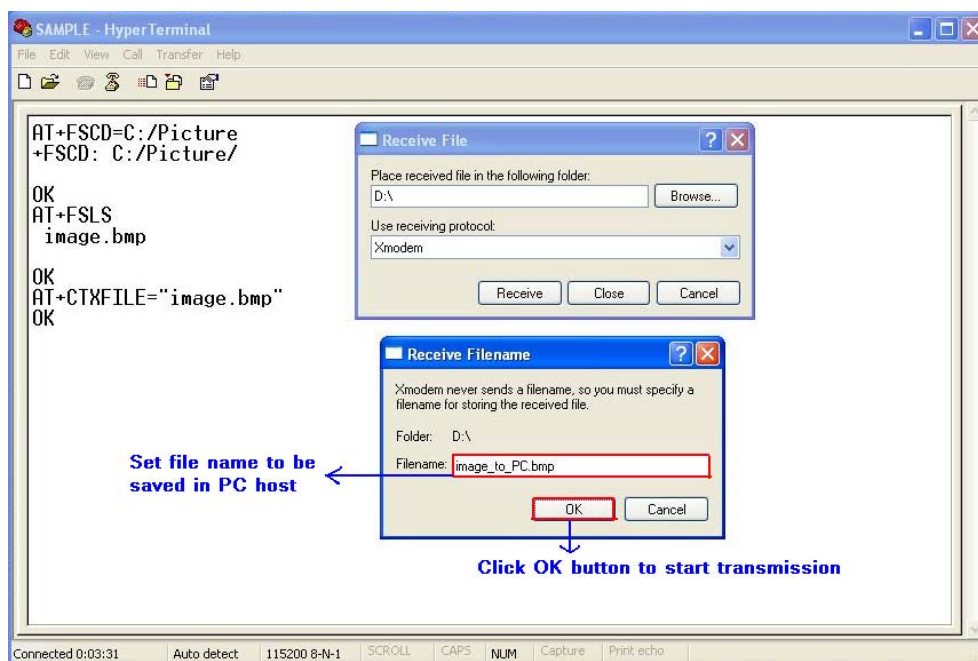 SAMPLE - HyperTerminal
File Edit View Call Transfer Help
AT+FSCD=C:/Picture
+FSCD: C:/Picture/
OK
AT+FSLS
image.bmp
OK
AT+CTXFILE="image.bmp"
OK
Receive File
Place received file in the following folder:
D:\
Browse...
Use receiving protocol:
Xmodem
Receive Close Cancel
Receive Filename
Xmodem never sends a filename, so you must specify a
filename for storing the received file.
Folder: D:\
Filename: image_to_PC.bmp
OK Cancel
Set file name to be
saved in PC host
Click OK button to start transmission
Connected 0:03:31 Auto detect 115200 8-N-1 SCROLL CAPS NUM Capture Print echo